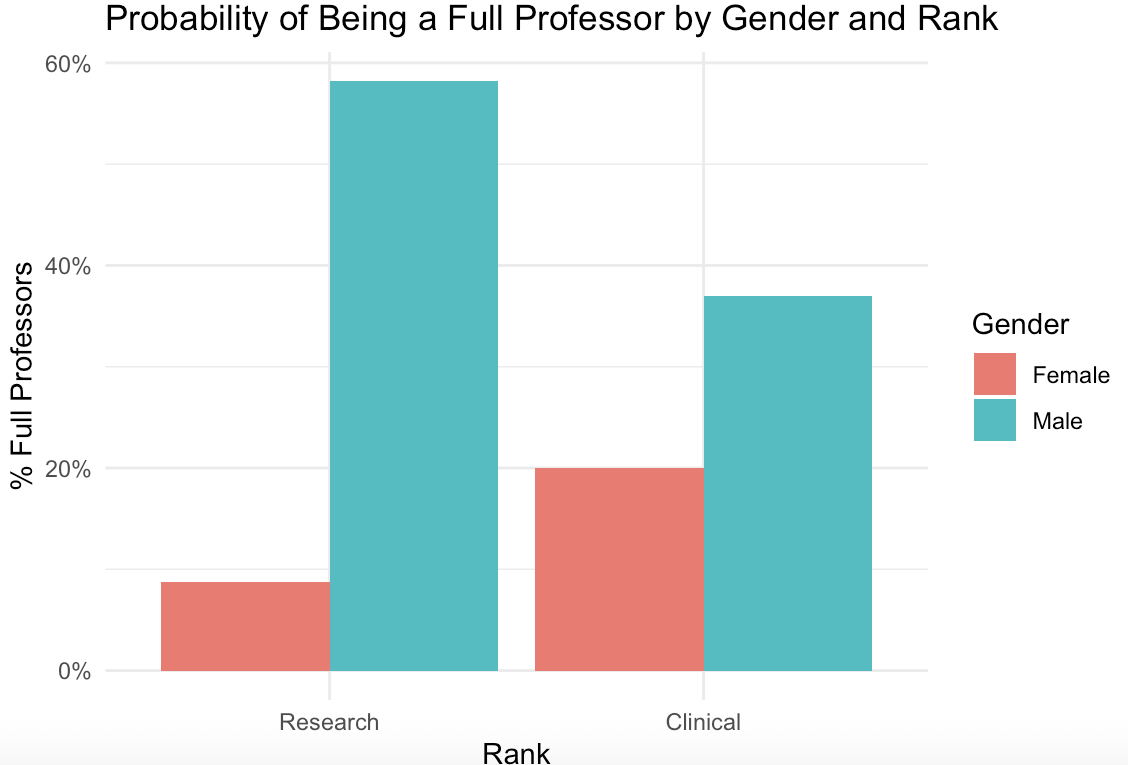 Probability of Being a Full Professor by Gender and Rank
% Full Professors
60%
40%
20%
0%
Research
Clinical
Rank
Gender
Female
Male